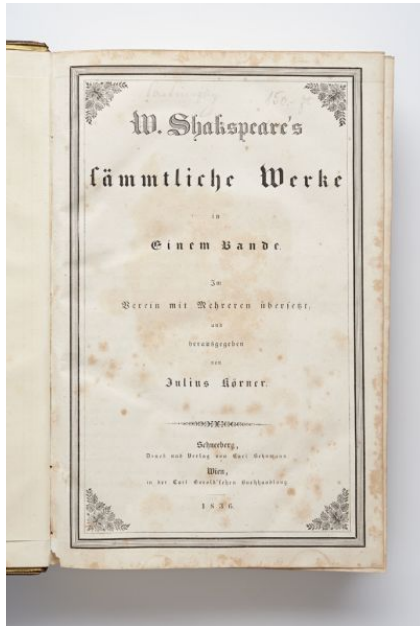 W. Shakspeare's
sämmtliche Werke
in
Einem Bande.
Im
Verein mit Mehreren übersetzt,
und
herausgegeben
von
Julius Körner.
Schneeberg,
Druck und Verlag von Carl Schumann.
Wien,
in der Carl Gerold'schen Buchhandlung
1836.